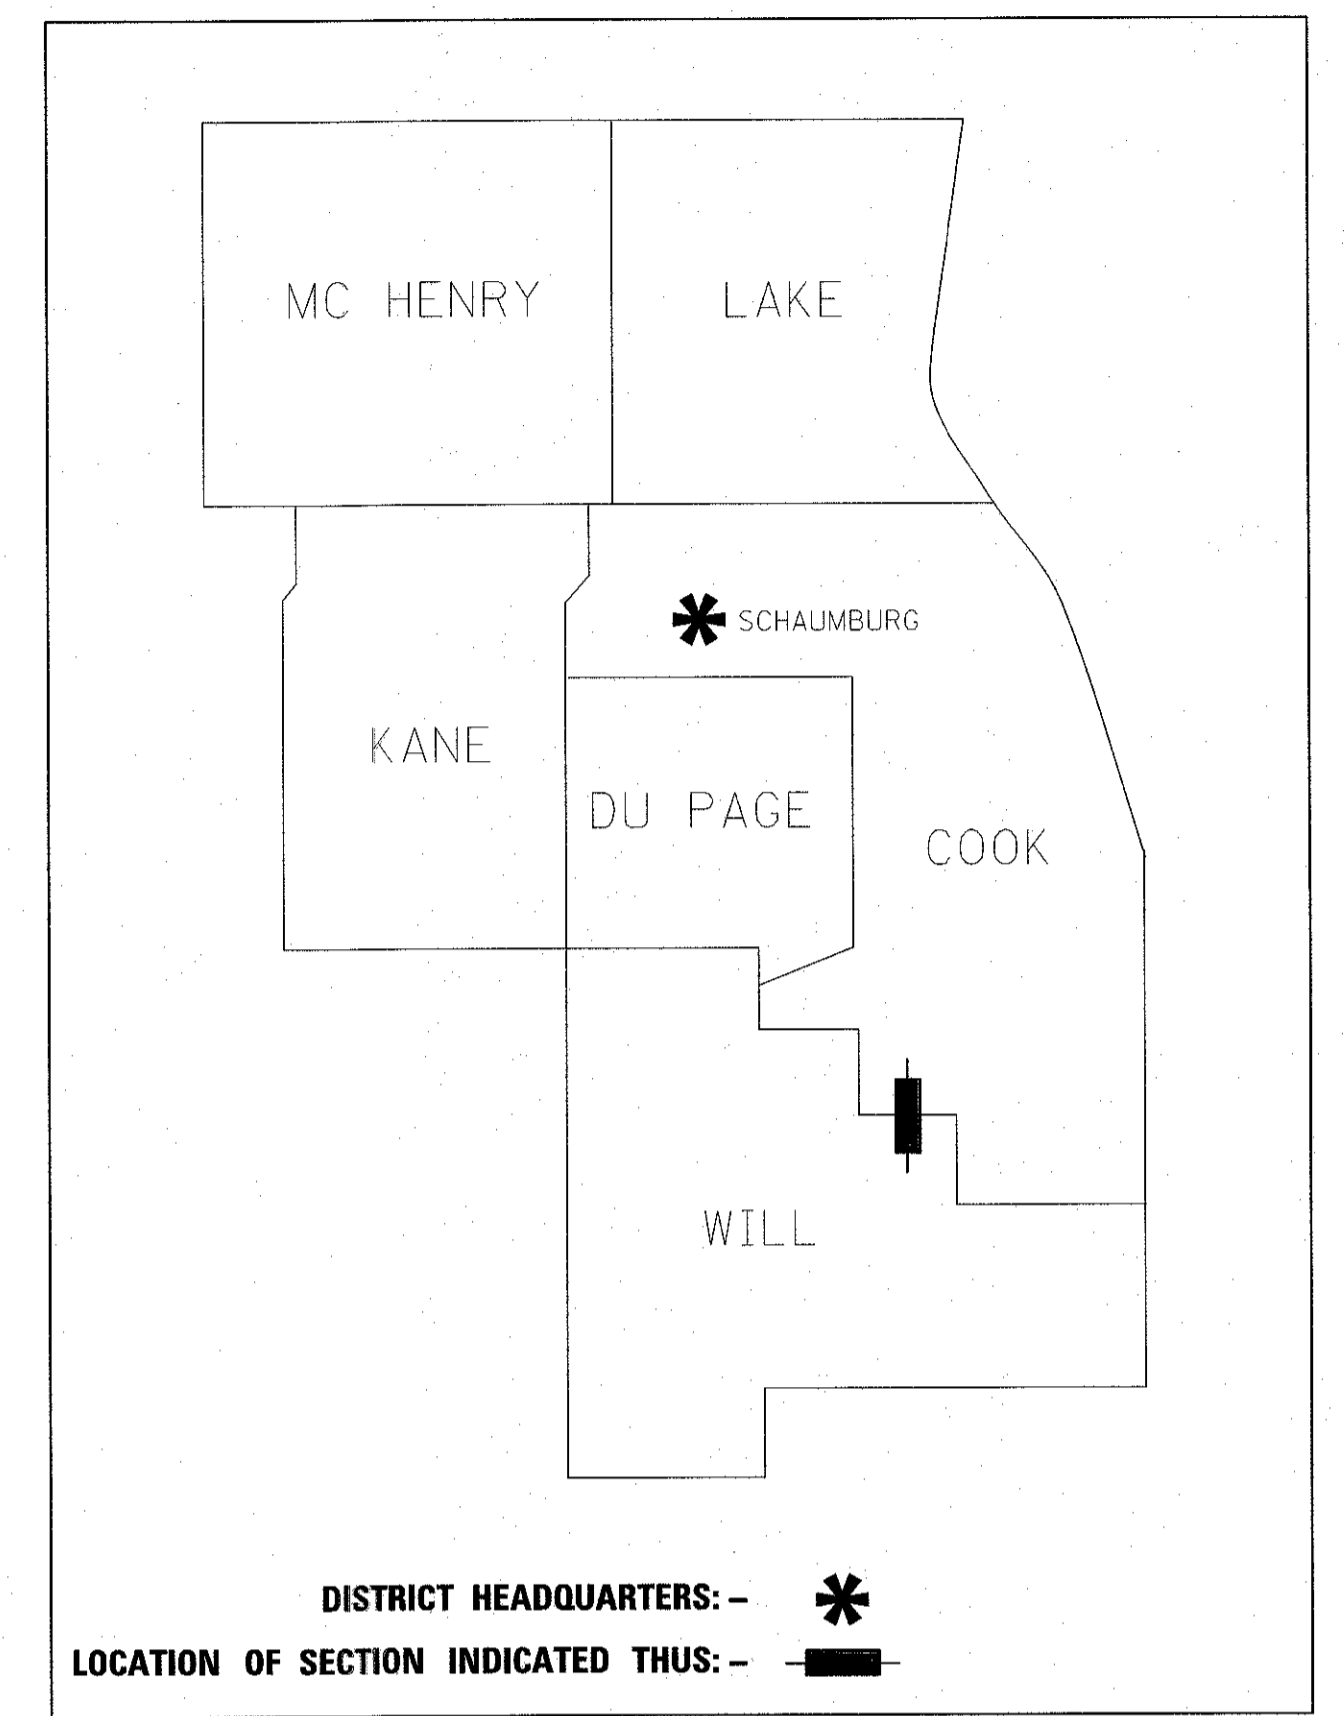 MC HENRY
LAKE
SCHAUMBURG
KANE
DU PAGE
COOK
WILL
DISTRICT HEADQUARTERS: -
LOCATION OF SECTION INDICATED THUS: -